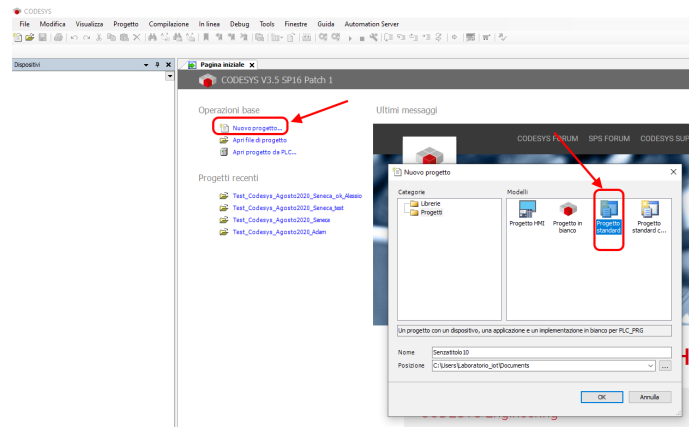 CODESYS
File Modifica Visualizza Progetto Compilazione In linea Debug Tools Finestre Guida Automation Server
Dispositivi
Pagina iniziale
CODESYS V3.5 SP16 Patch 1
Operazioni base
Nuovo progetto...
Apri file di progetto
Apri progetto da PLC...
Progetti recenti
Test_Codesys_Agosto2020_Seneca_ok_Alessio
Test_Codesys_Agosto2020_Seneca_test
Test_Codesys_Agosto2020_Seneca
Test_Codesys_Agosto2020_Adam
Ultimi messaggi
CODESYS FORUM SPS FORUM CODESYS SUP
Nuovo progetto
Categorie
Librerie
Progetti
Modelli
Progetto HMI
Progetto in bianco
Progetto standard
Progetto standard c...
Un progetto con un dispositivo, una applicazione e un implementazione in bianco per PLC_PRG
Nome Senzatitolo10
Posizione C:\Users\Laboratorio_iot\Documents
...
OK Annulla
H